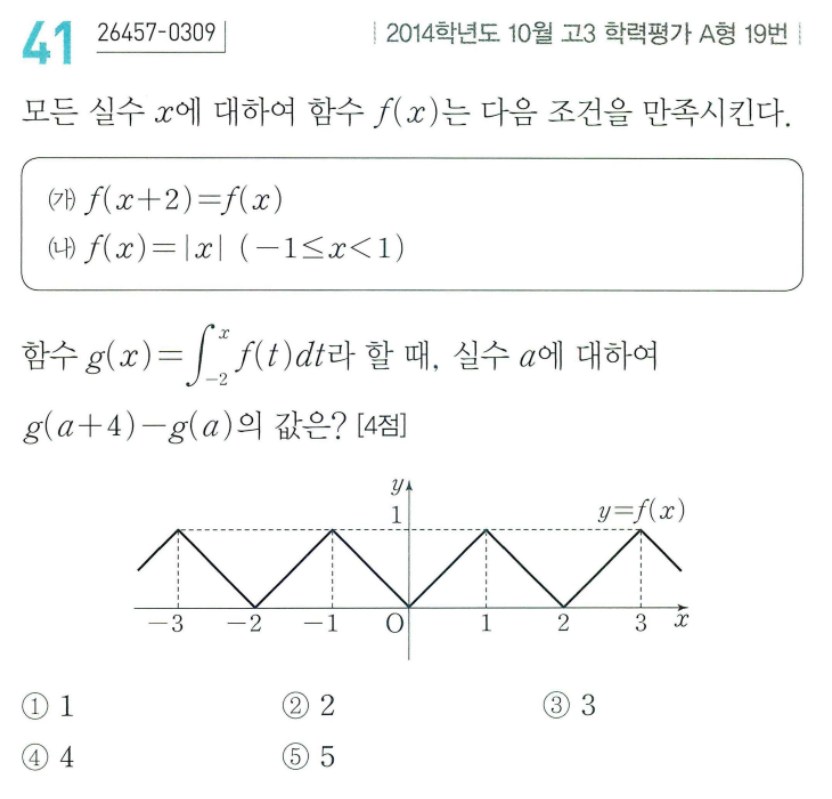 41 26457-0309 2014학년도 10월 고3 학력평가 A형 19번
모든 실수 x에 대하여 함수 f(x)는 다음 조건을 만족시킨다.
㈎ f(x+2)=f(x)
㈏ f(x)=|x| (-1≤x<1)
함수 g(x)=∫_{-2}^{x} f(t)dt라 할 때, 실수 a에 대하여
g(a+4)-g(a)의 값은? [4점]
y
1
y=f(x)
-3 -2 -1 O 1 2 3 x
① 1 ② 2 ③ 3
④ 4 ⑤ 5